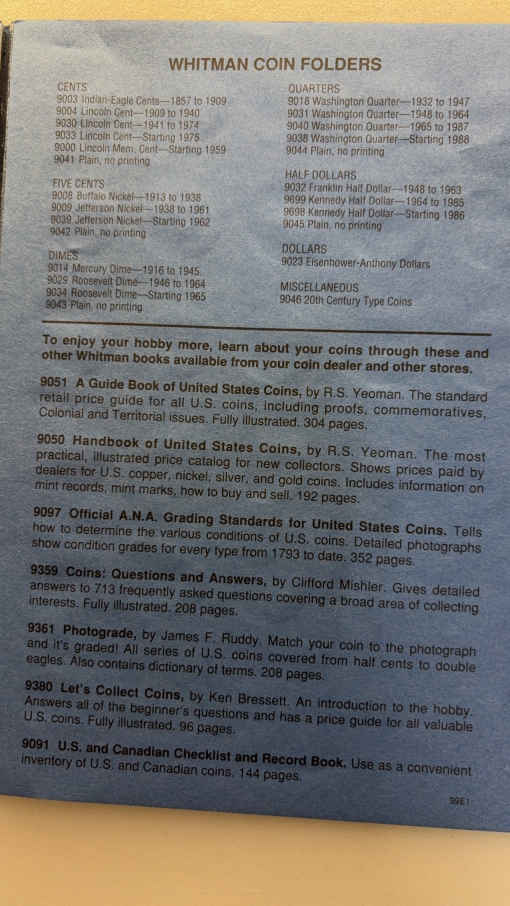 WHITMAN COIN FOLDERS
CENTS
9003 Indian-Eagle Cents—1857 to 1909
9004 Lincoln Cent—1909 to 1940
9030 Lincoln Cent—1941 to 1974
9033 Lincoln Cent—Starting 1975
9000 Lincoln Mem. Cent—Starting 1959
9041 Plain, no printing
FIVE CENTS
9008 Buffalo Nickel—1913 to 1938
9009 Jefferson Nickel—1938 to 1961
9039 Jefferson Nickel—Starting 1962
9042 Plain, no printing
DIMES
9014 Mercury Dime—1916 to 1945
9029 Roosevelt Dime—1946 to 1964
9034 Roosevelt Dime—Starting 1965
9043 Plain, no printing
QUARTERS
9018 Washington Quarter—1932 to 1947
9031 Washington Quarter—1948 to 1964
9040 Washington Quarter—1965 to 1987
9038 Washington Quarter—Starting 1988
9044 Plain, no printing
HALF DOLLARS
9032 Franklin Half Dollar—1948 to 1963
9699 Kennedy Half Dollar—1964 to 1985
9698 Kennedy Half Dollar—Starting 1986
9045 Plain, no printing
DOLLARS
9023 Eisenhower-Anthony Dollars
MISCELLANEOUS
9046 20th Century Type Coins
To enjoy your hobby more, learn about your coins through these and
other Whitman books available from your coin dealer and other stores.
9051 A Guide Book of United States Coins, by R.S. Yeoman. The standard
retail price guide for all U.S. coins, including proofs, commemoratives,
Colonial and Territorial issues. Fully illustrated. 304 pages.
9050 Handbook of United States Coins, by R.S. Yeoman. The most
practical, illustrated price catalog for new collectors. Shows prices paid by
dealers for U.S. copper, nickel, silver, and gold coins. Includes information on
mint records, mint marks, how to buy and sell. 192 pages.
9097 Official A.N.A. Grading Standards for United States Coins. Tells
how to determine the various conditions of U.S. coins. Detailed photographs
show condition grades for every type from 1793 to date. 352 pages.
9359 Coins: Questions and Answers, by Clifford Mishler. Gives detailed
answers to 713 frequently asked questions covering a broad area of collecting
interests. Fully illustrated. 208 pages.
9361 Photograde, by James F. Ruddy. Match your coin to the photograph
and it's graded! All series of U.S. coins covered from half cents to double
eagles. Also contains dictionary of terms. 208 pages.
9380 Let's Collect Coins, by Ken Bressett. An introduction to the hobby.
Answers all of the beginner's questions and has a price guide for all valuable
U.S. coins. Fully illustrated. 96 pages.
9091 U.S. and Canadian Checklist and Record Book. Use as a convenient
inventory of U.S. and Canadian coins. 144 pages.